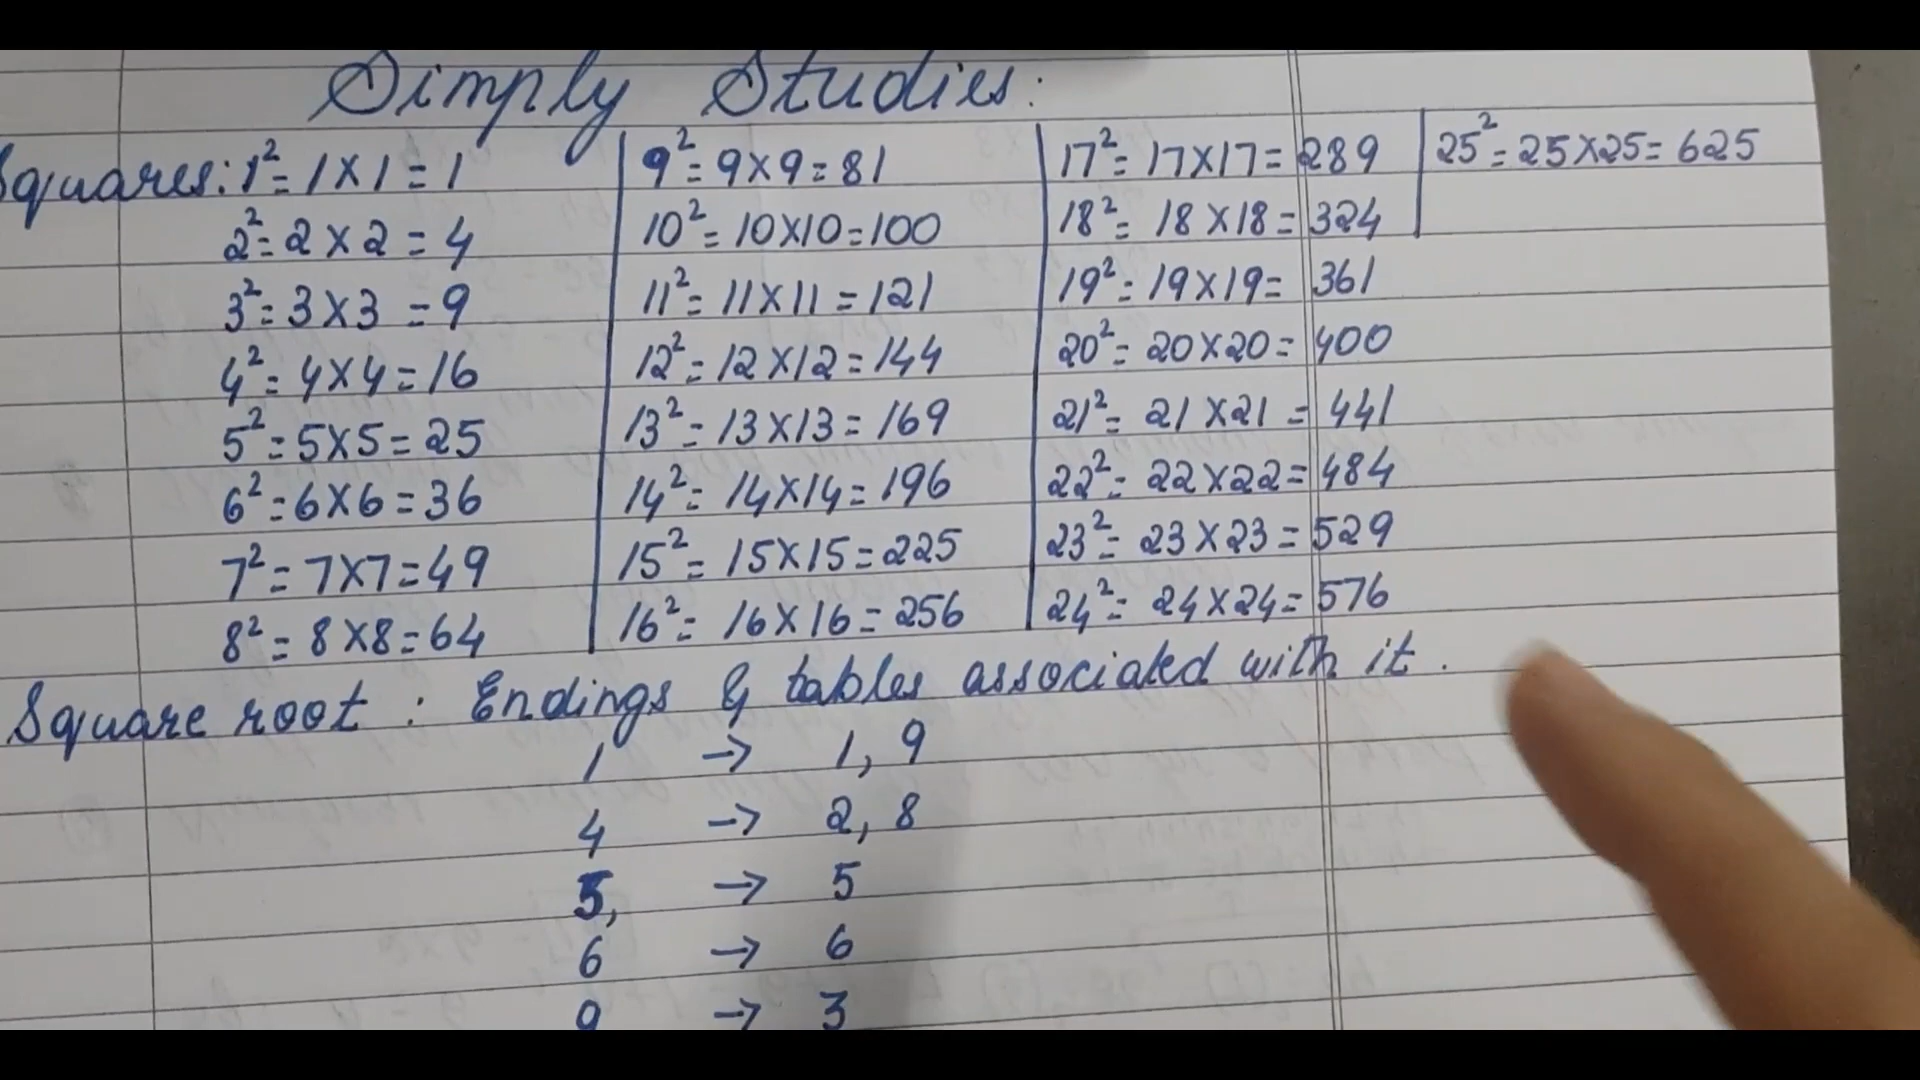 Simply Studies:
Squares: 1² = 1 × 1 = 1
2² = 2 × 2 = 4
3² = 3 × 3 = 9
4² = 4 × 4 = 16
5² = 5 × 5 = 25
6² = 6 × 6 = 36
7² = 7 × 7 = 49
8² = 8 × 8 = 64
9² = 9 × 9 = 81
10² = 10 × 10 = 100
11² = 11 × 11 = 121
12² = 12 × 12 = 144
13² = 13 × 13 = 169
14² = 14 × 14 = 196
15² = 15 × 15 = 225
16² = 16 × 16 = 256
17² = 17 × 17 = 289
18² = 18 × 18 = 324
19² = 19 × 19 = 361
20² = 20 × 20 = 400
21² = 21 × 21 = 441
22² = 22 × 22 = 484
23² = 23 × 23 = 529
24² = 24 × 24 = 576
25² = 25 × 25 = 625
Square root : Endings & tables associated with it .
1 → 1, 9
4 → 2, 8
5, → 5
6 → 6
9 → 3